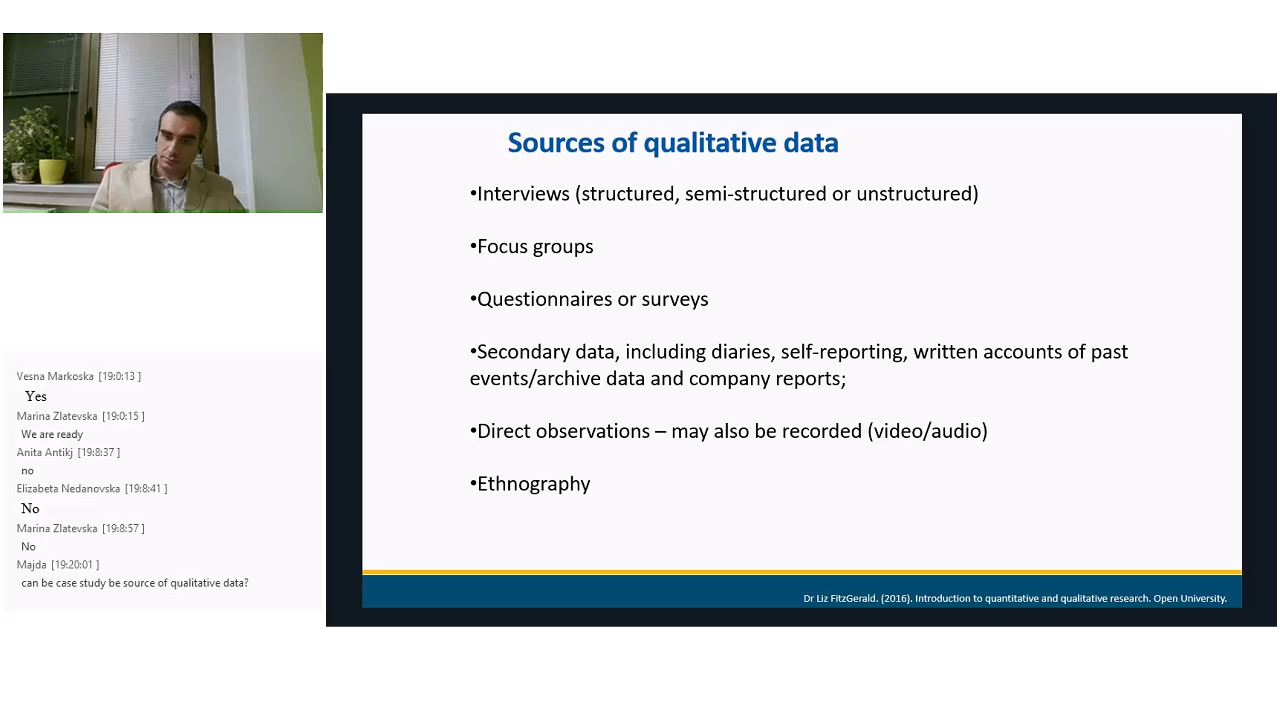 Sources of qualitative data
•Interviews (structured, semi-structured or unstructured)
•Focus groups
•Questionnaires or surveys
•Secondary data, including diaries, self-reporting, written accounts of past
events/archive data and company reports;
•Direct observations – may also be recorded (video/audio)
•Ethnography
Dr Liz FitzGerald. (2016). Introduction to quantitative and qualitative research. Open University.
Vesna Markoska [19:0:13 ]
Yes
Marina Zlatevska [19:0:15 ]
We are ready
Anita Antikj [19:8:37 ]
no
Elizabeta Nedanovska [19:8:41 ]
No
Marina Zlatevska [19:8:57 ]
No
Majda [19:20:01 ]
can be case study be source of qualitative data?